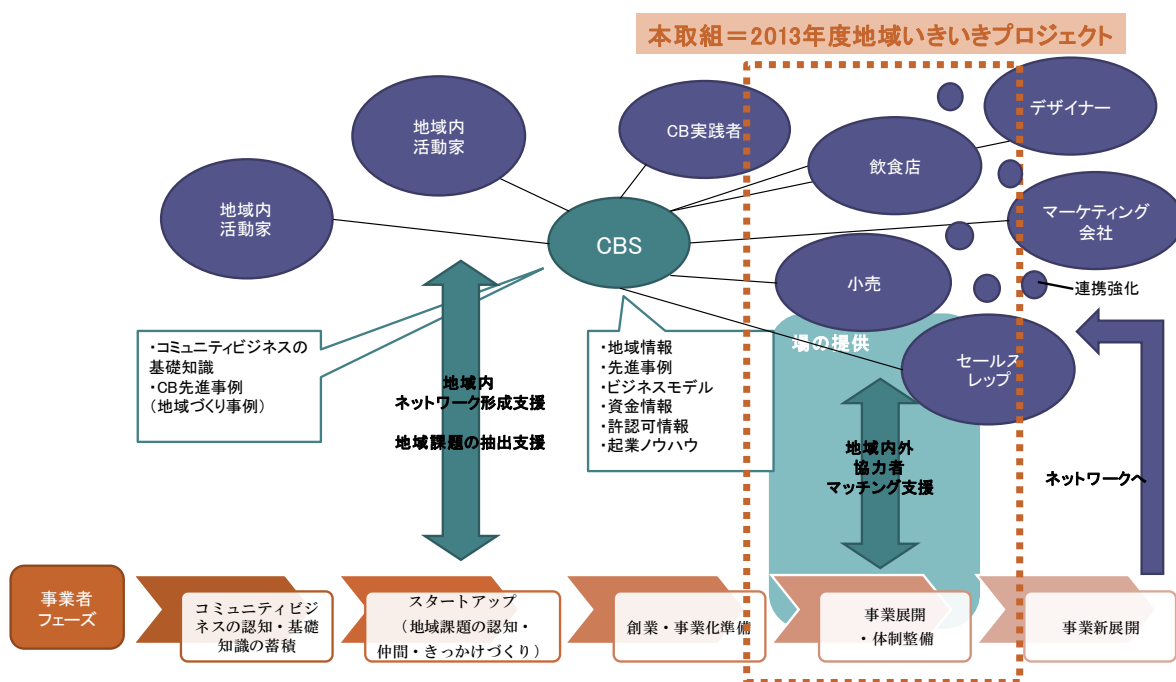 本取組＝2013年度地域いきいきプロジェクト
デザイナー
地域内
活動家
CB実践者
飲食店
地域内
活動家
マーケティング
会社
CBS
小売
連携強化
・コミュニティビジネスの
基礎知識
・CB先進事例
（地域づくり事例）
・地域情報
・先進事例
・ビジネスモデル
・資金情報
・許認可情報
・起業ノウハウ
場の提供
セールス
レップ
地域内
ネットワーク形成支援
地域課題の抽出支援
地域内外
協力者
マッチング支援
ネットワークへ
事業者
フェーズ
コミュニティビジ
ネスの認知・基礎
知識の蓄積
スタートアップ
（地域課題の認知・
仲間・きっかけづくり）
創業・事業化準備
事業展開
・体制整備
事業新展開